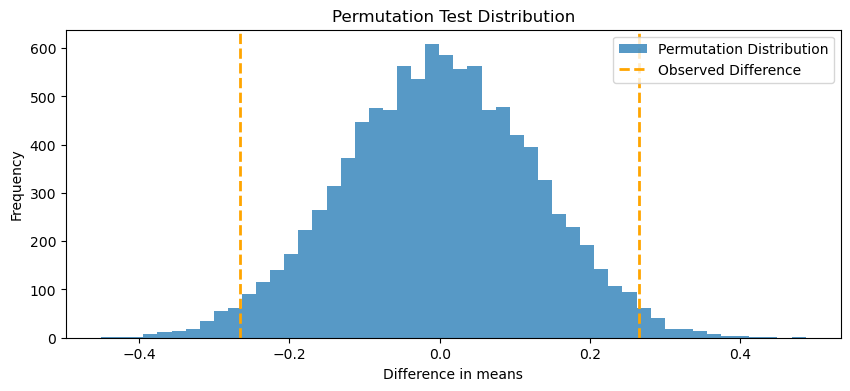 Permutation Test Distribution
Permutation Distribution
Observed Difference
Frequency
600
500
400
300
200
100
0
−0.4
−0.2
0.0
0.2
0.4
Difference in means